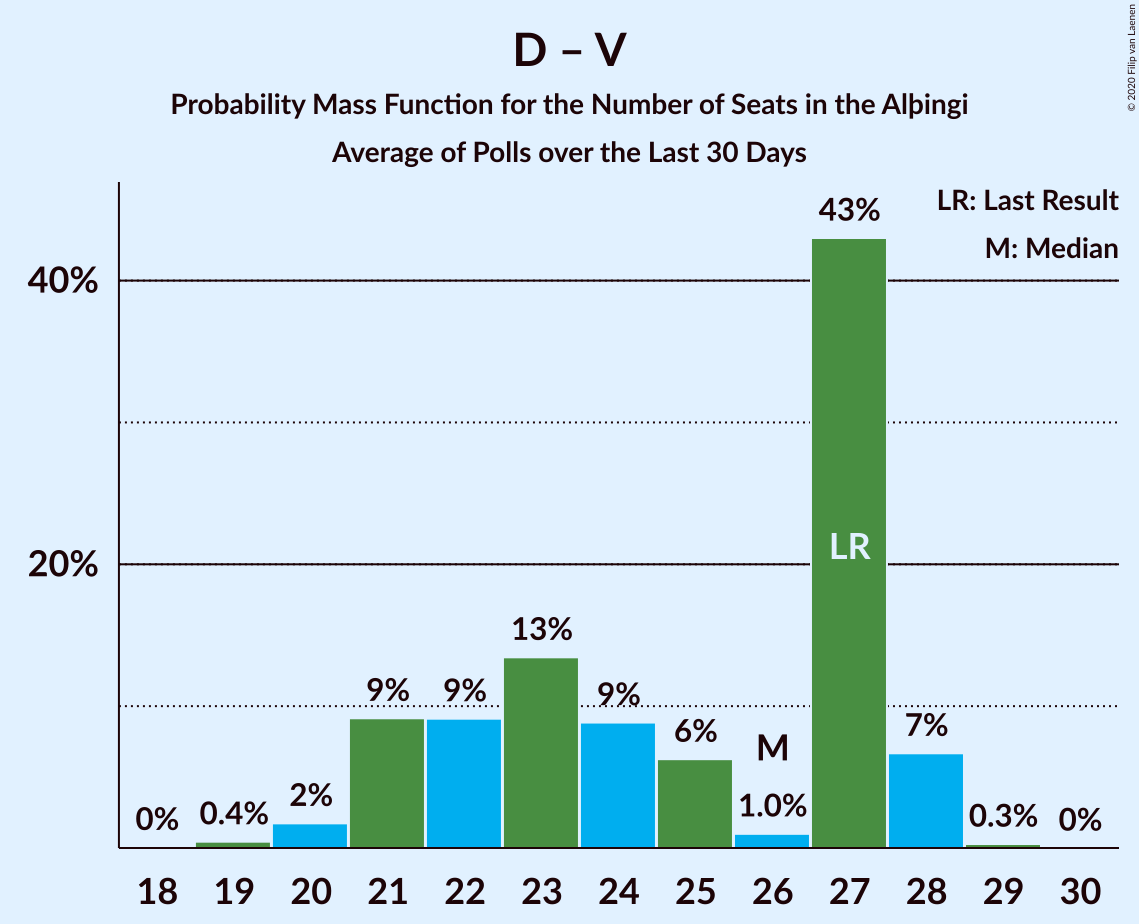 D – V
Probability Mass Function for the Number of Seats in the Alþingi
Average of Polls over the Last 30 Days
© 2020 Filip van Laenen
LR: Last Result
M: Median
43%
40%
LR
20%
13%
9%
9%
9%
7%
6%
M
2%
1.0%
0%
0.4%
0.3%
0%
18 19 20 21 22 23 24 25 26 27 28 29 30